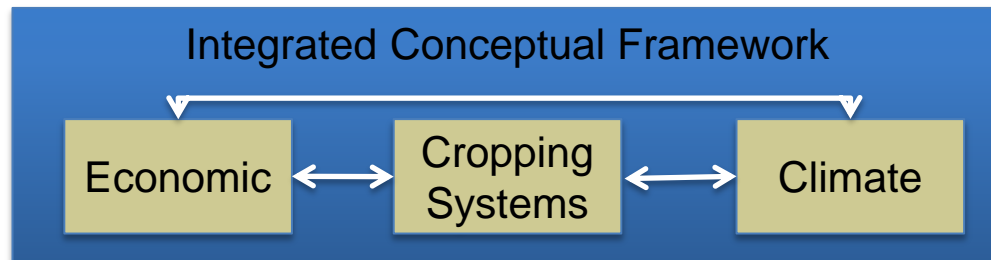 Integrated Conceptual Framework
Economic
Cropping
Systems
Climate